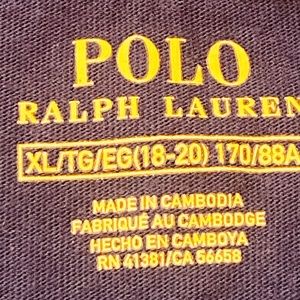 POLO
RALPH LAUREN
XL/TG/EG(18-20) 170/88A
MADE IN CAMBODIA
FABRIQUÉ AU CAMBODGE
HECHO EN CAMBOYA
RN 41381/CA 56658